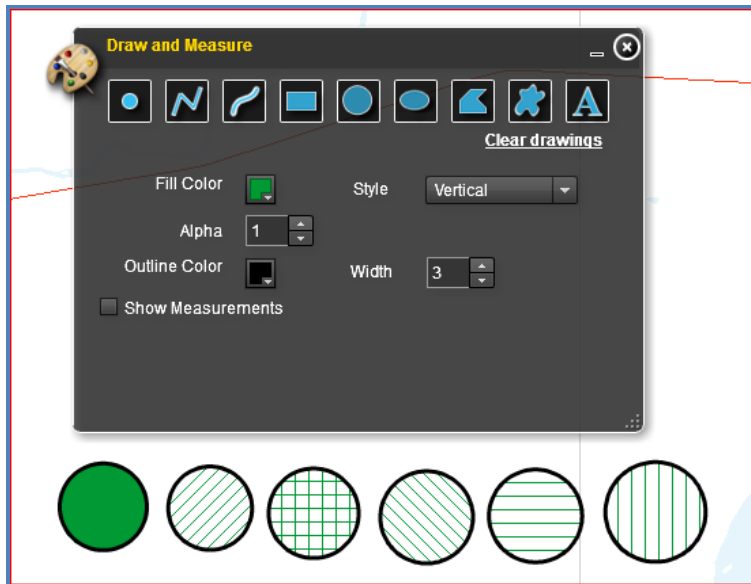 Draw and Measure
A
Clear drawings
Fill Color Style Vertical
Alpha 1
Outline Color Width 3
Show Measurements